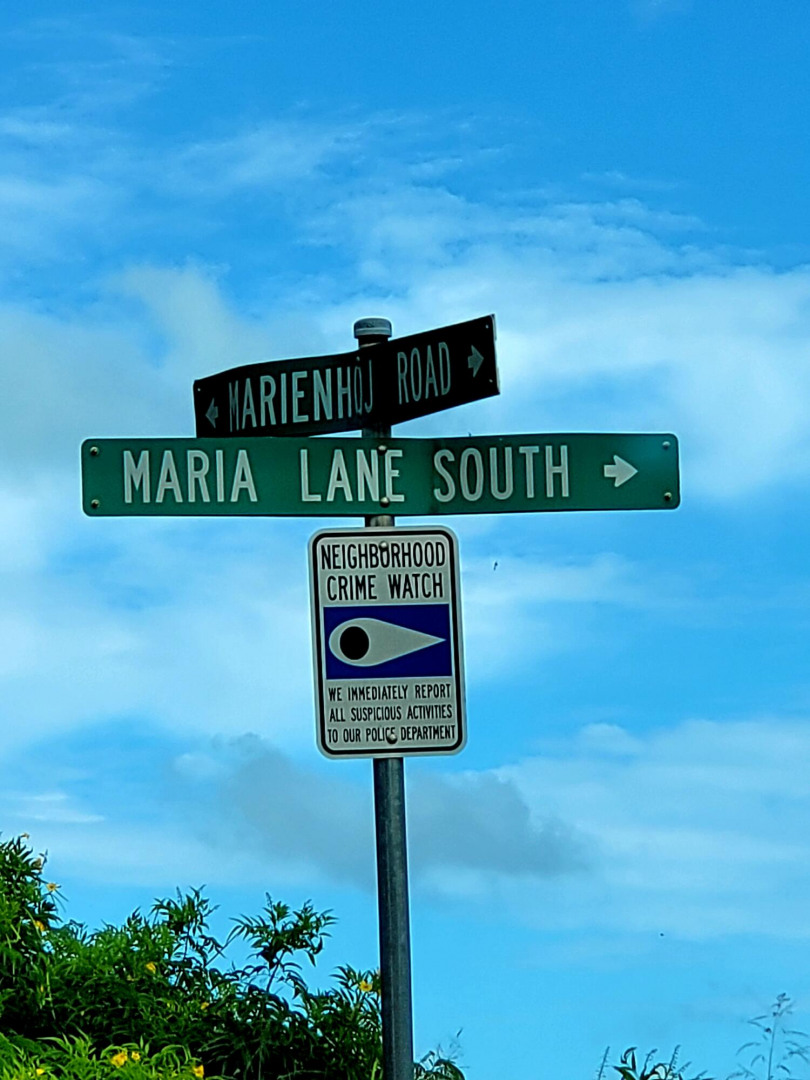 MARIENHOJ ROAD
MARIA LANE SOUTH
NEIGHBORHOOD
CRIME WATCH
WE IMMEDIATELY REPORT
ALL SUSPICIOUS ACTIVITIES
TO OUR POLICE DEPARTMENT